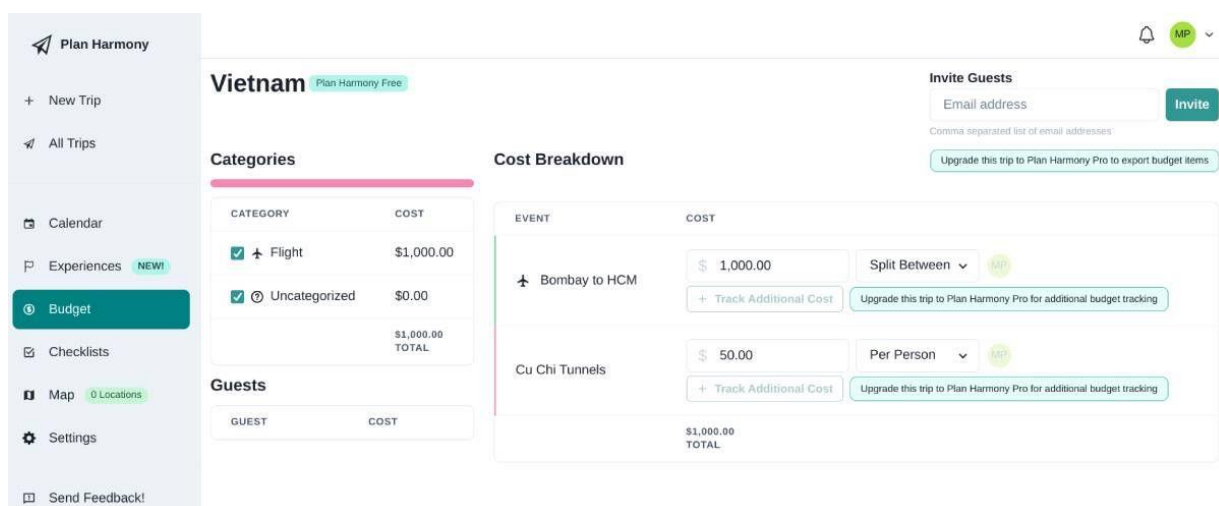 Plan Harmony
+ New Trip
All Trips
Calendar
Experiences NEW!
Budget
Checklists
Map 0 Locations
Settings
Send Feedback!
MP
Vietnam Plan Harmony Free
Invite Guests
Email address Invite
Comma separated list of email addresses
Upgrade this trip to Plan Harmony Pro to export budget items
Categories
CATEGORY COST
Flight $1,000.00
Uncategorized $0.00
$1,000.00
TOTAL
Guests
GUEST COST
Cost Breakdown
EVENT COST
Bombay to HCM $ 1,000.00 Split Between MP
+ Track Additional Cost Upgrade this trip to Plan Harmony Pro for additional budget tracking
Cu Chi Tunnels $ 50.00 Per Person MP
+ Track Additional Cost Upgrade this trip to Plan Harmony Pro for additional budget tracking
$1,000.00
TOTAL